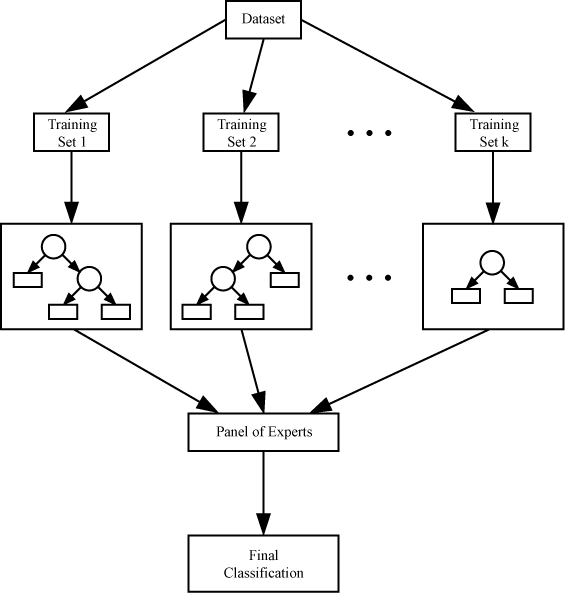 Dataset
Training
Set 1
Training
Set 2
. . .
Training
Set k
. . .
Panel of Experts
Final
Classification